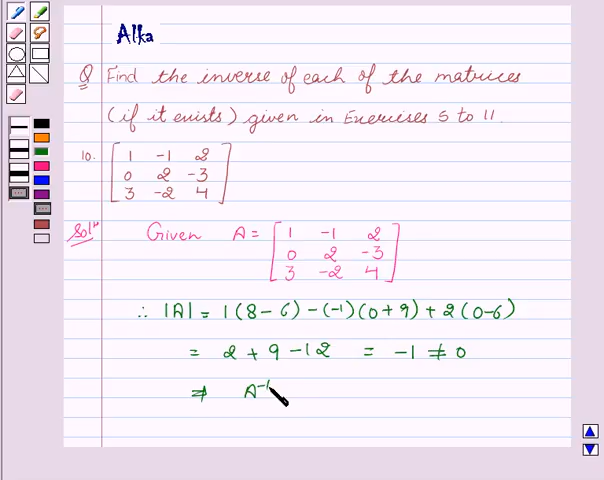 Alka
Q Find the inverse of each of the matrices
(if it exists) given in Exercises 5 to 11.
10. [ 1 -1 2
0 2 -3
3 -2 4 ]
Solⁿ Given A = [ 1 -1 2
0 2 -3
3 -2 4 ]
∴ |A| = 1(8-6) -(-1)(0+9) + 2(0-6)
= 2 + 9 -12 = -1 ≠ 0
⇒ A⁻¹